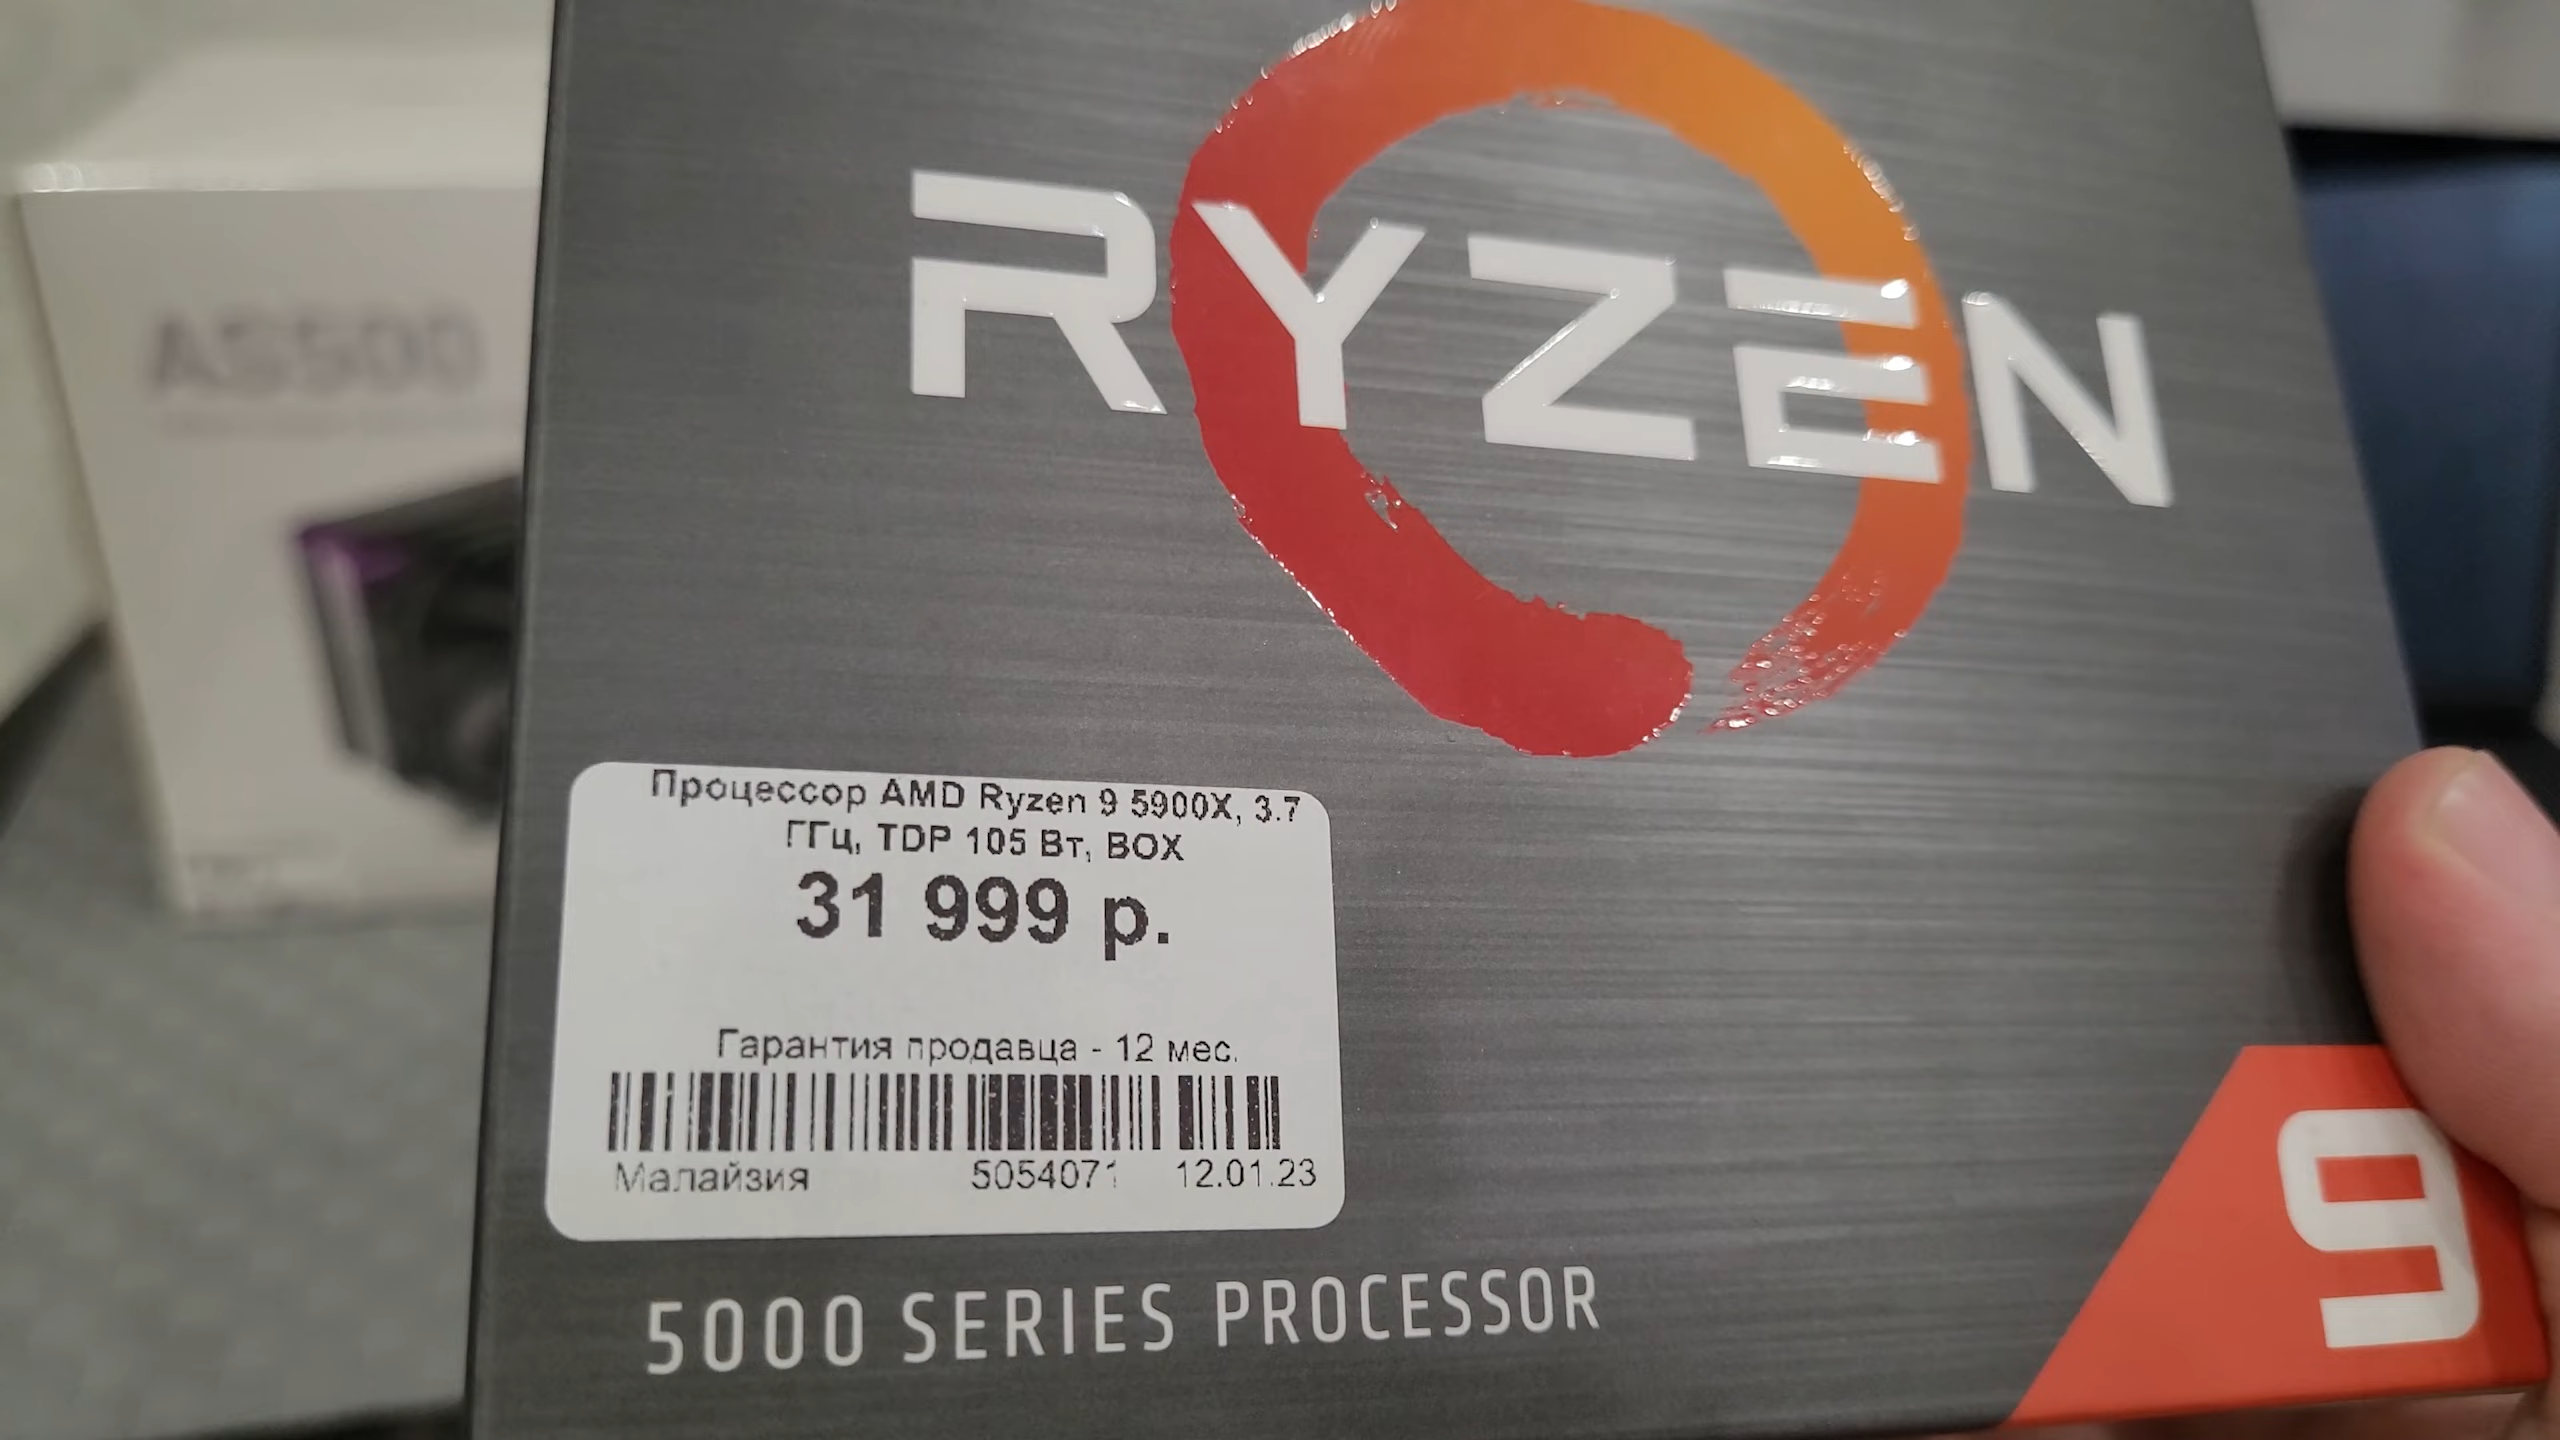 AS500
RYZEN
Процессор AMD Ryzen 9 5900X, 3.7
ГГц, TDP 105 Вт, BOX
31 999 р.
Гарантия продавца - 12 мес.
Малайзия 5054071 12.01.23
5000 SERIES PROCESSOR
9